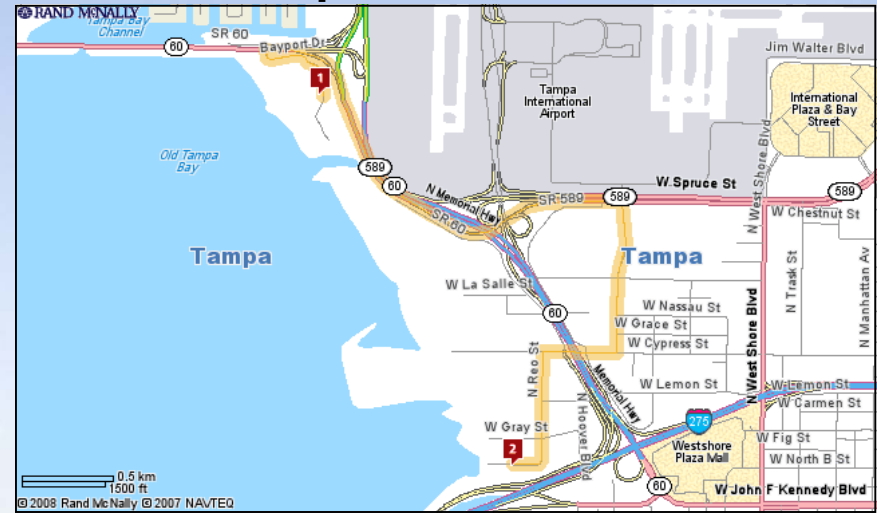 RAND McNALLY
Tampa Bay
Channel
SR 60
60
Bayport Dr
Jim Walter Blvd
1
Tampa
International
Airport
International
Plaza & Bay
Street
Old Tampa
Bay
N West Shore Blvd
589
60
N Memorial Hwy
SR 60
SR 589
589
W Spruce St
589
W Chestnut St
Tampa
Tampa
N Trask St
N Manhattan Av
W La Salle St
60
W Nassau St
W Grace St
W Cypress St
N West Shore Blvd
N Reo St
Memorial Hwy
W Lemon St
W Lemon St
W Carmen St
N Hoover Blvd
275
W Gray St
2
Westshore
Plaza Mall
W Fig St
W North B St
60
W John F Kennedy Blvd
0.5 km
1500 ft
© 2008 Rand McNally © 2007 NAVTEQ